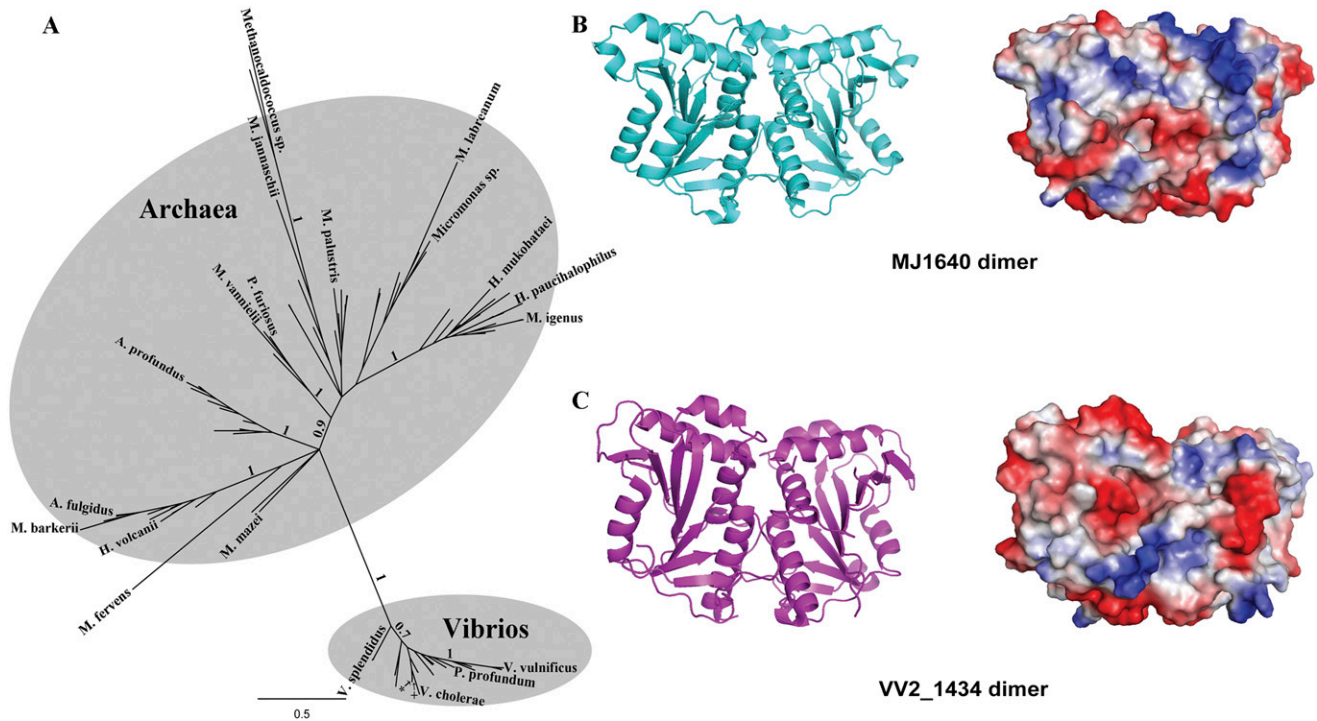 A
Methanocaldococcus sp.
M. jannaschii
1
Archaea
M. labreanum
Micromonas sp.
M. palustris
H. mukohataei
H. paucihalophilus
M. igenus
P. furiosus
M. vannielii
A. profundus
1
1
0.9
1
1
A. fulgidus
M. barkerii
H. volcanii
M. mazei
M. fervens
1
0.7
Vibrios
V. splendidus
1
V. vulnificus
P. profundum
V. cholerae
0.5
B
MJ1640 dimer
C
VV2_1434 dimer